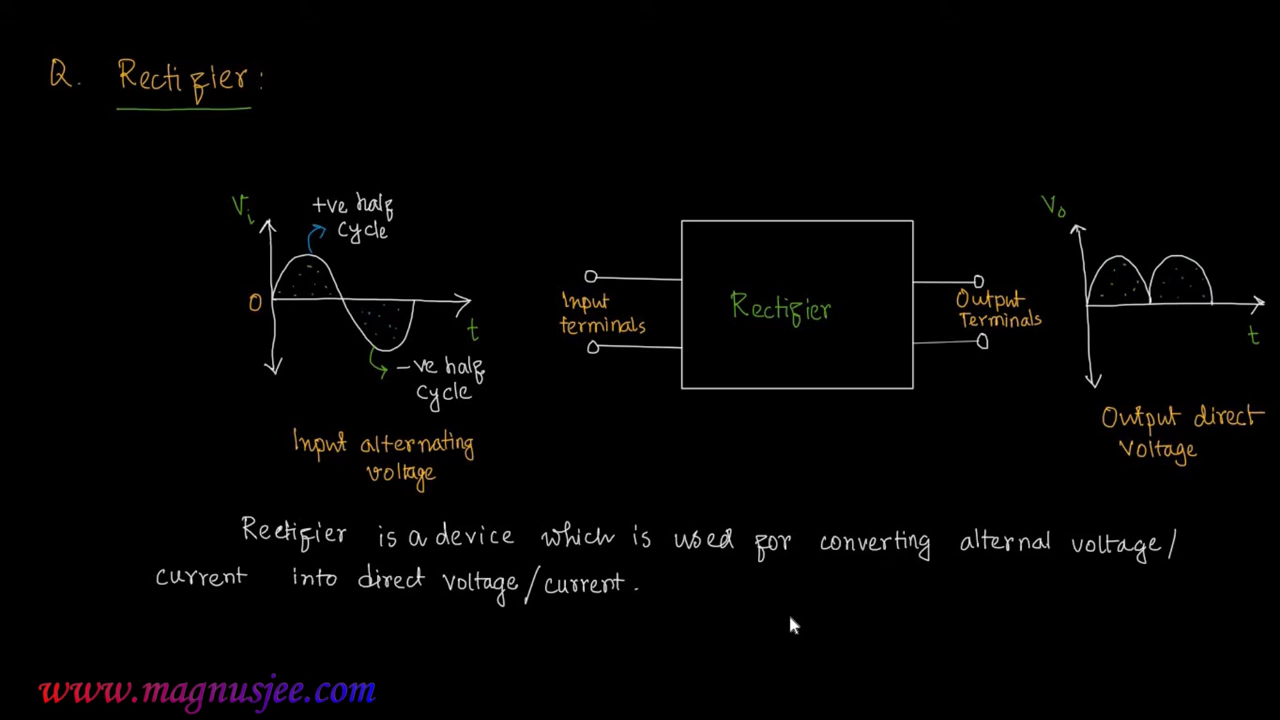 Q. Rectifier:
Vi
+ve half
cycle
0
t
-ve half
cycle
Input alternating
voltage
Input
terminals
Rectifier
Output
Terminals
Vo
t
Output direct
Voltage
Rectifier is a device which is used for converting alternal voltage/
current into direct voltage/current.
www.magnusjee.com